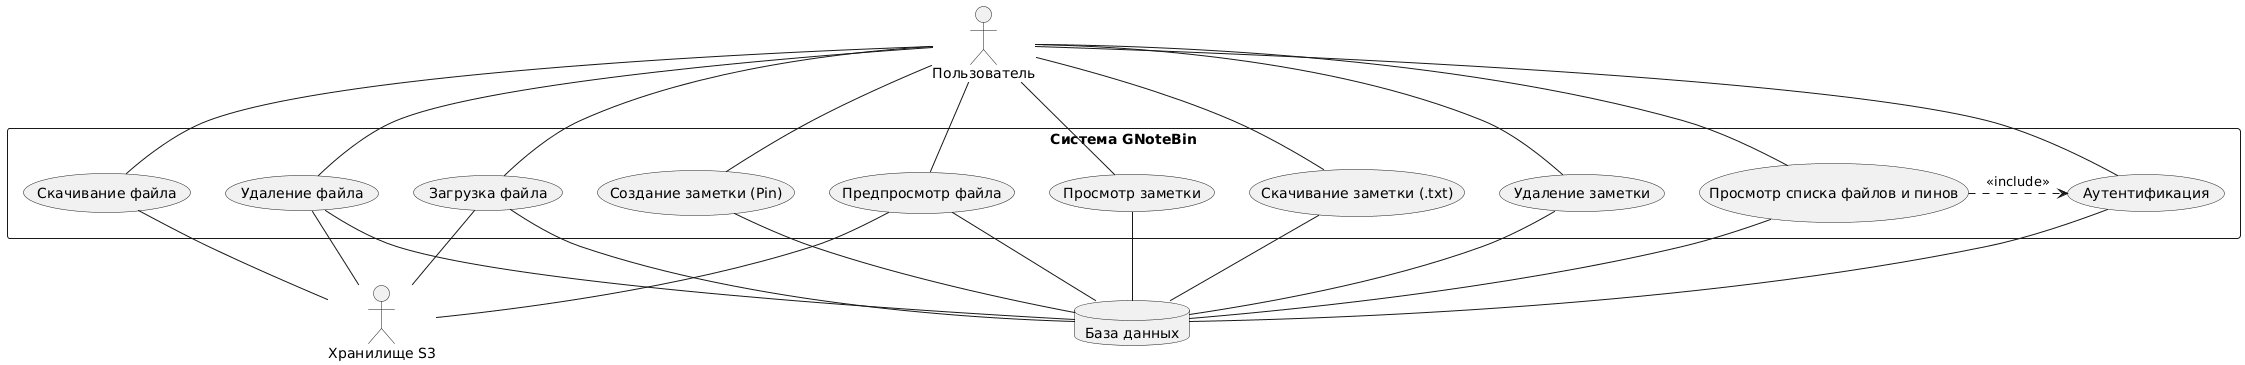 Пользователь
Система GNoteBin
Скачивание файла
Удаление файла
Загрузка файла
Создание заметки (Pin)
Предпросмотр файла
Просмотр заметки
Скачивание заметки (.txt)
Удаление заметки
Просмотр списка файлов и пинов
«include»
Аутентификация
Хранилище S3
База данных